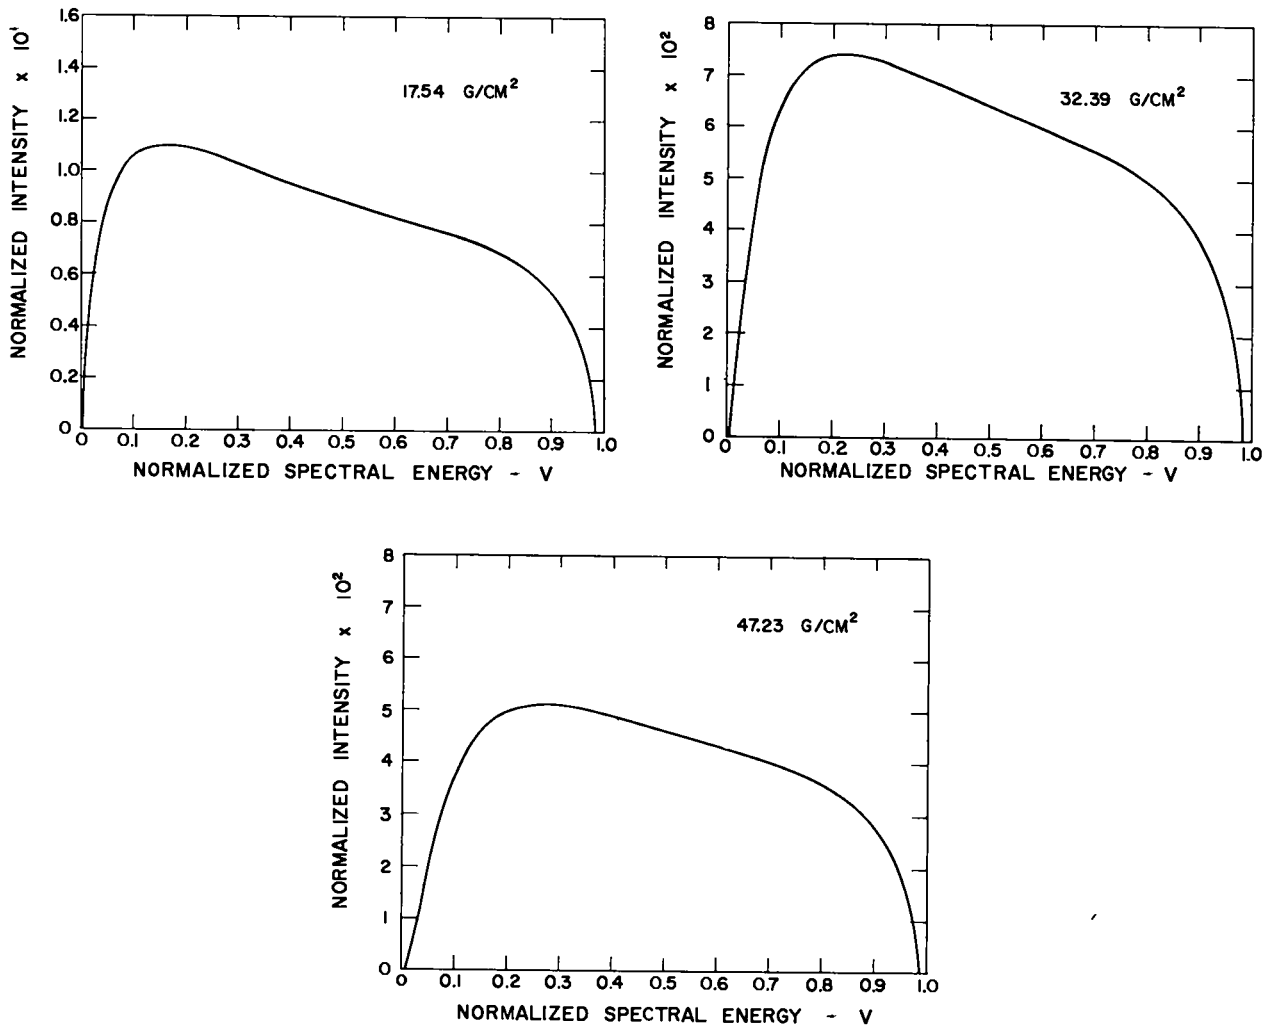 NORMALIZED INTENSITY × 10¹
1.6
1.4
1.2
1.0
0.8
0.6
0.4
0.2
0
17.54 G/CM²
0 0.1 0.2 0.3 0.4 0.5 0.6 0.7 0.8 0.9 1.0
NORMALIZED SPECTRAL ENERGY - V
NORMALIZED INTENSITY × 10²
8
7
6
5
4
3
2
1
0
32.39 G/CM²
0 0.1 0.2 0.3 0.4 0.5 0.6 0.7 0.8 0.9 1.0
NORMALIZED SPECTRAL ENERGY - V
NORMALIZED INTENSITY × 10²
8
7
6
5
4
3
2
1
0
47.23 G/CM²
0 0.1 0.2 0.3 0.4 0.5 0.6 0.7 0.8 0.9 1.0
NORMALIZED SPECTRAL ENERGY - V